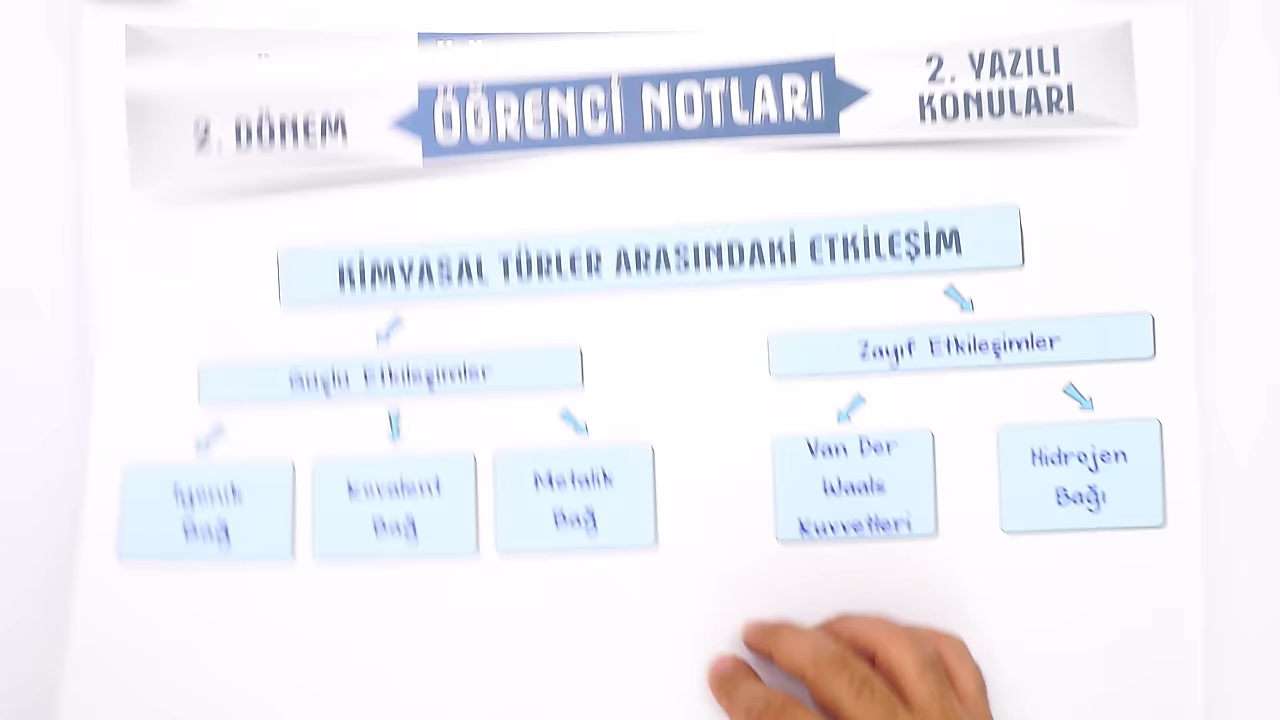 2. DÖNEM
ÖĞRENCİ NOTLARI
2. YAZILI
KONULARI
KİMYASAL TÜRLER ARASINDAKİ ETKİLEŞİM
Güçlü Etkileşimler
Zayıf Etkileşimler
İyonik
Bağ
Kovalent
Bağ
Metalik
Bağ
Van Der
Waals
Kuvvetleri
Hidrojen
Bağı